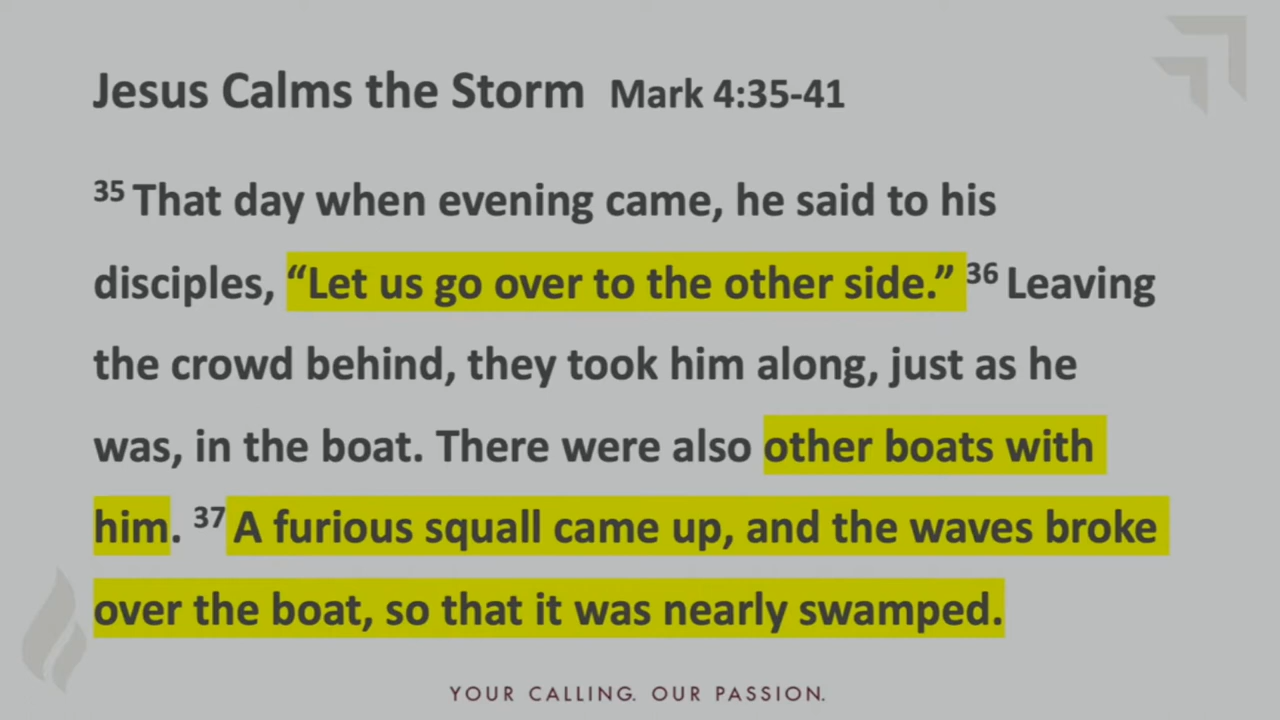 Jesus Calms the Storm Mark 4:35-41
35 That day when evening came, he said to his
disciples, “Let us go over to the other side.” 36 Leaving
the crowd behind, they took him along, just as he
was, in the boat. There were also other boats with
him. 37 A furious squall came up, and the waves broke
over the boat, so that it was nearly swamped.
YOUR CALLING. OUR PASSION.